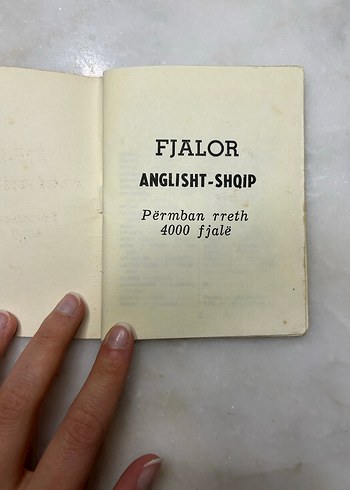 FJALOR
ANGLISHT-SHQIP
Përmban rreth
4000 fjalë